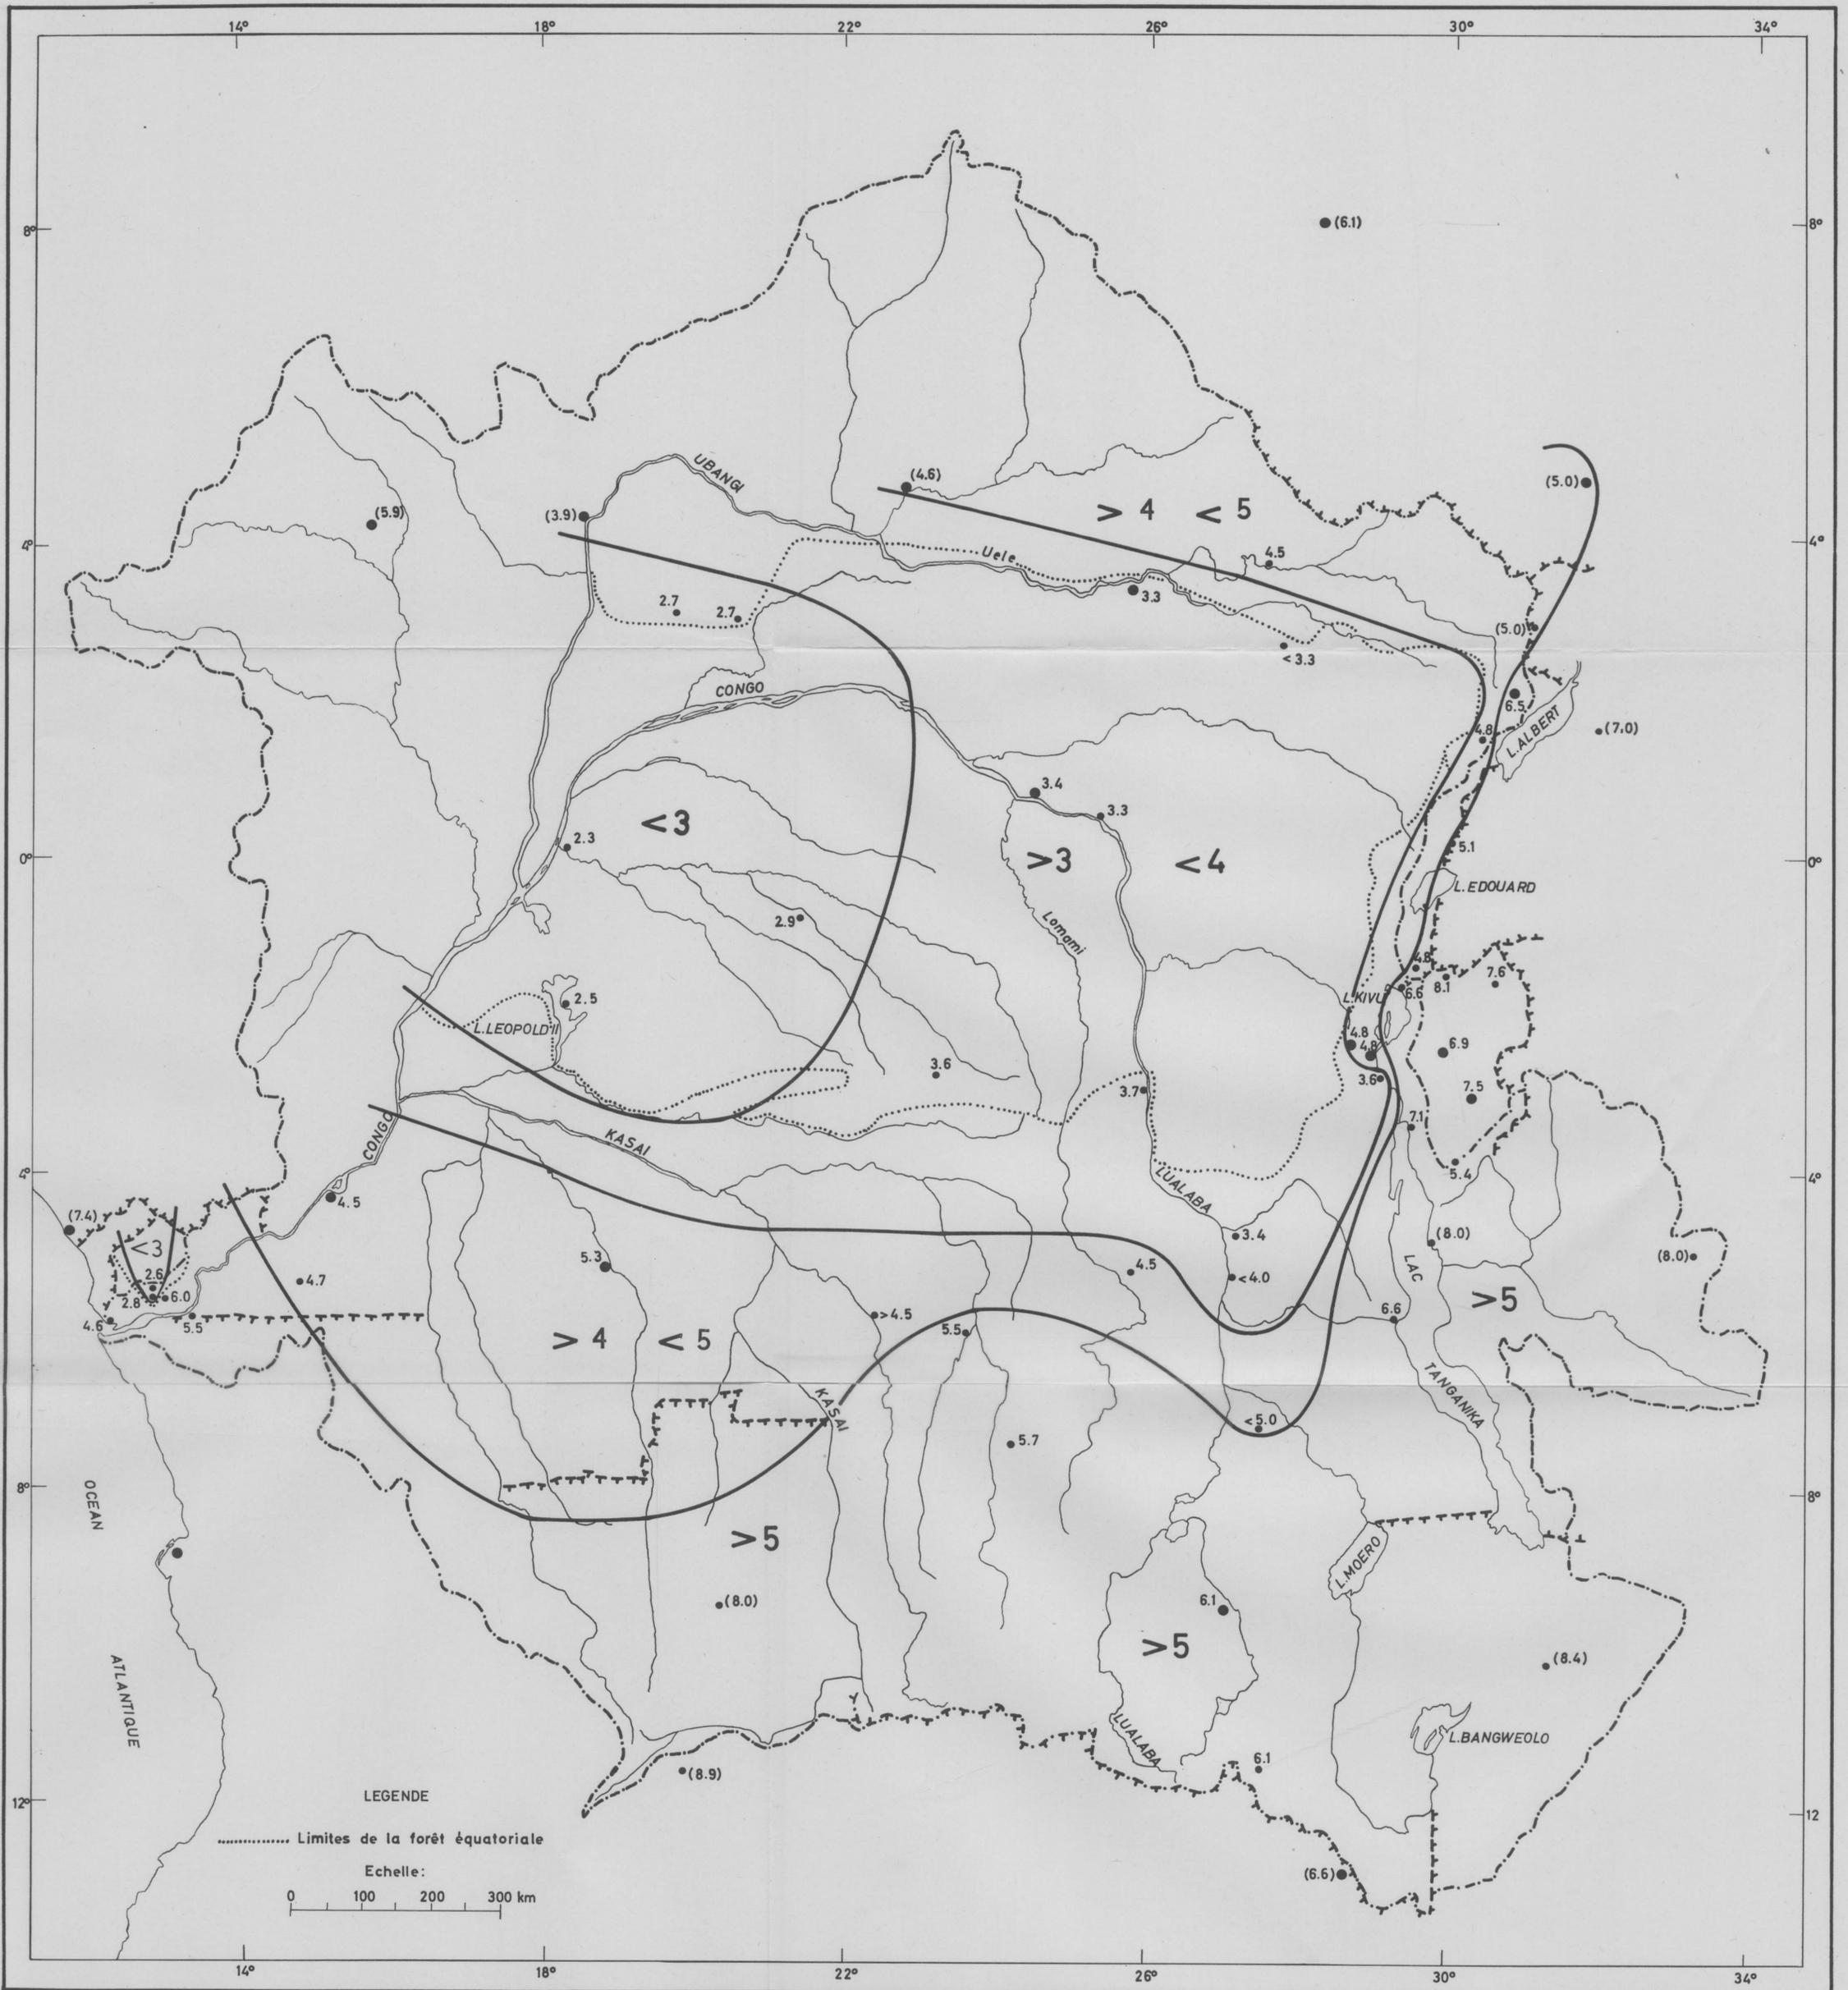 14° 18° 22° 26° 30° 34°
8° (6.1) 8°
UBANGI
(4.6)
(5.0)
(5.9) (3.9) > 4 < 5
4° Uele 4.5 4°
2.7 2.7 3.3
(5.0)
< 3.3
CONGO
6.5
4.8 L.ALBERT (7.0)
3.4
3.3
<3
2.3
0° >3 <4 5.1 0°
L.EDOUARD
2.9 Lomami
4.8
7.6
8.1
2.5 L.KIVU 6.6
L.LEOPOLD II
4.8
4.8 6.9
3.6 3.6
3.7 7.5
7.1
CONGO KASAI
5.4
4° LUALABA 4°
4.5
(7.4)
3.4 (8.0)
<3 (8.0)
5.3 4.5 LAC
2.6 4.7 <4.0
2.8 6.0 >5
4.6 5.5 >4.5 6.6
5.5
> 4 < 5
TANGANIKA
KASAI
<5.0
5.7
8° 8°
OCEAN
>5
L.MOERO
(8.0) 6.1
>5
(8.4)
ATLANTIQUE
LUALABA
L.BANGWEOLO
6.1
(8.9)
LEGENDE
12° 12
Limites de la forêt équatoriale
Echelle:
(6.6)
0 100 200 300 km
14° 18° 22° 26° 30° 34°